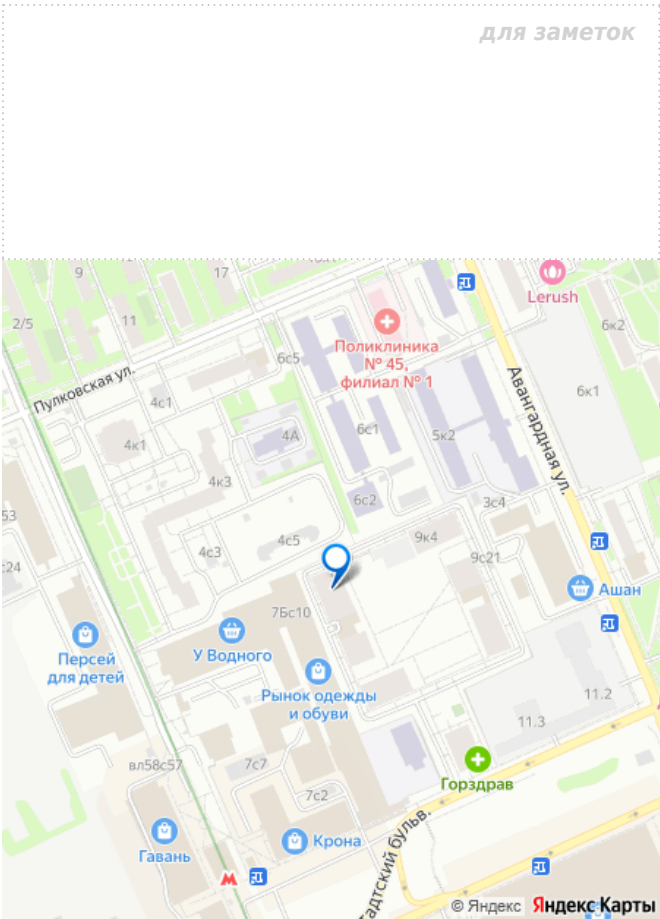 для заметок
Lerush
9
17
11
2/5
6к2
Поликлиника
№ 45,
филиал № 1
6с5
Пулковская ул.
4с1
6к1
Авангардная ул.
4к1
4А
6с1
5к2
4к3
6с2
3с4
53
4с3
4с5
9к4
9с21
с24
Ашан
7Бс10
У Водного
Персей
для детей
Рынок одежды
и обуви
11.2
11.3
вл58с57
7с7
Горздрав
7с2
Крона
Гавань
адтский бульв.
© Яндекс Яндекс Карты